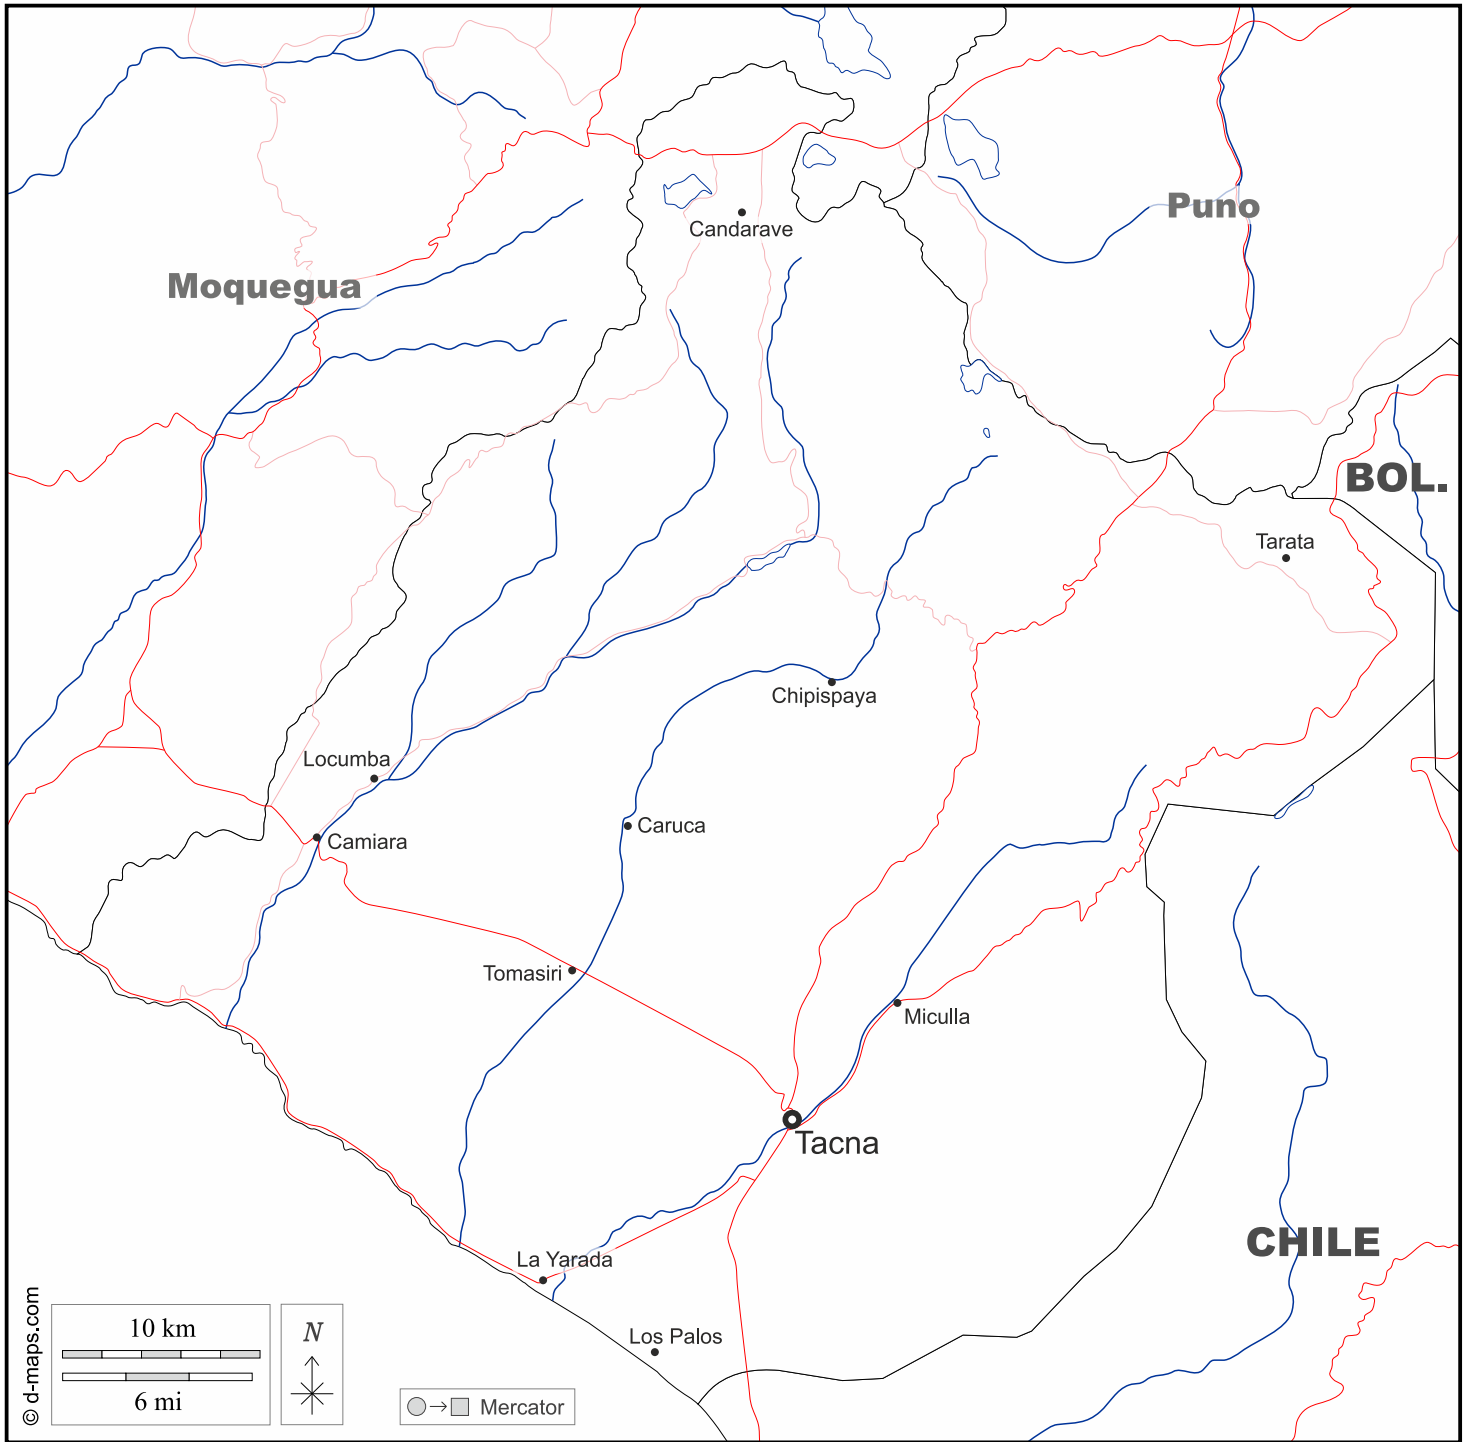 Puno
Candarave
Moquegua
BOL.
Tarata
Chipispaya
Locumba
Caruca
Camiara
Tomasiri
Miculla
Tacna
CHILE
La Yarada
Los Palos
10 km
6 mi
N
Mercator
© d-maps.com